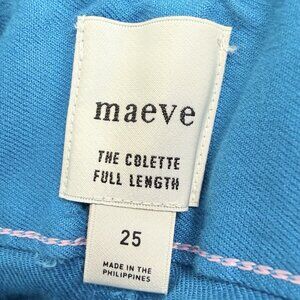 maeve
THE COLETTE
FULL LENGTH
25
MADE IN THE
PHILIPPINES